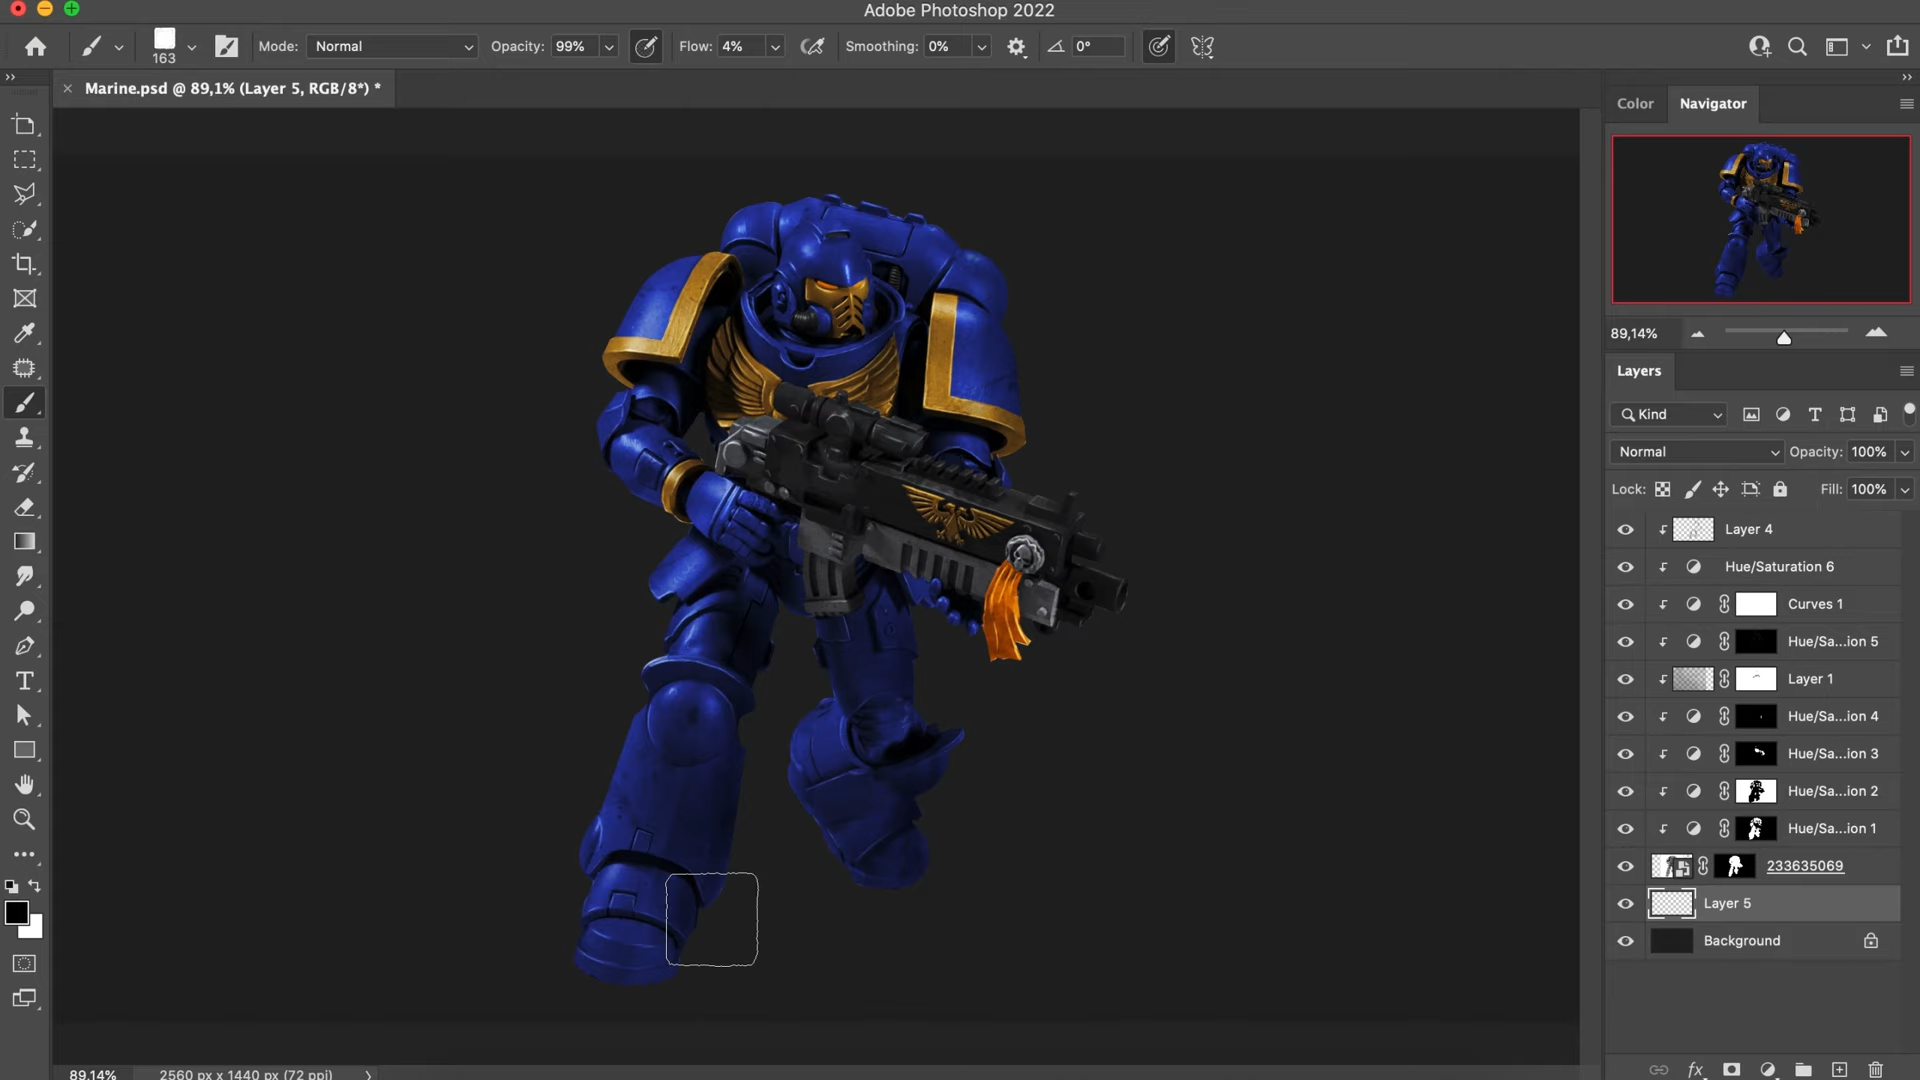 Adobe Photoshop 2022
163
Mode: Normal
Opacity: 99%
Flow: 4%
Smoothing: 0%
0°
Marine.psd @ 89,1% (Layer 5, RGB/8*) *
Color
Navigator
89,14%
Layers
Kind
Normal
Opacity: 100%
Lock:
Fill: 100%
Layer 4
Hue/Saturation 6
Curves 1
Hue/Sa...ion 5
Layer 1
Hue/Sa...ion 4
Hue/Sa...ion 3
Hue/Sa...ion 2
Hue/Sa...ion 1
233635069
Layer 5
Background
fx
89,14%
2560 px x 1440 px (72 ppi)